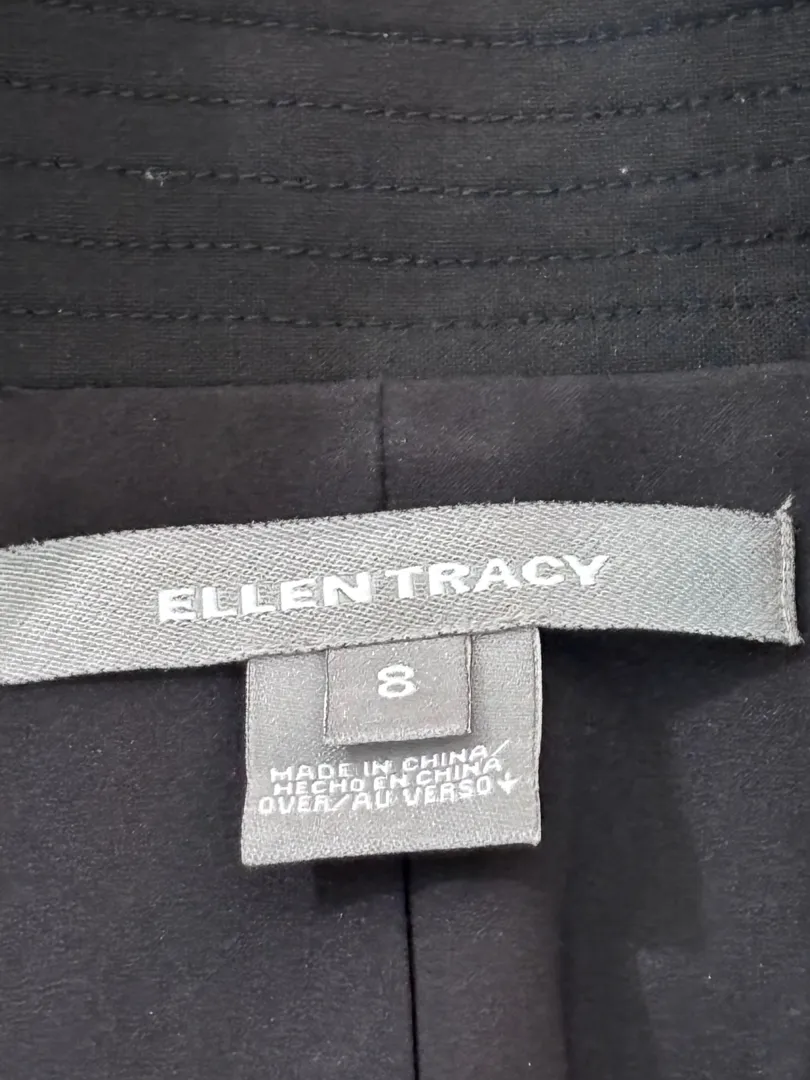 ELLEN TRACY
8
MADE IN CHINA/
HECHO EN CHINA
OVER/AU VERSO↓